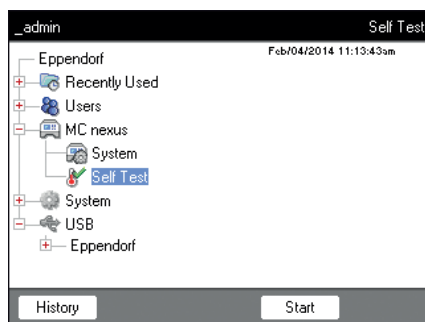 _admin Self Test
Feb/04/2014 11:13:43am
Eppendorf
Recently Used
Users
MC nexus
System
Self Test
System
USB
Eppendorf
History Start